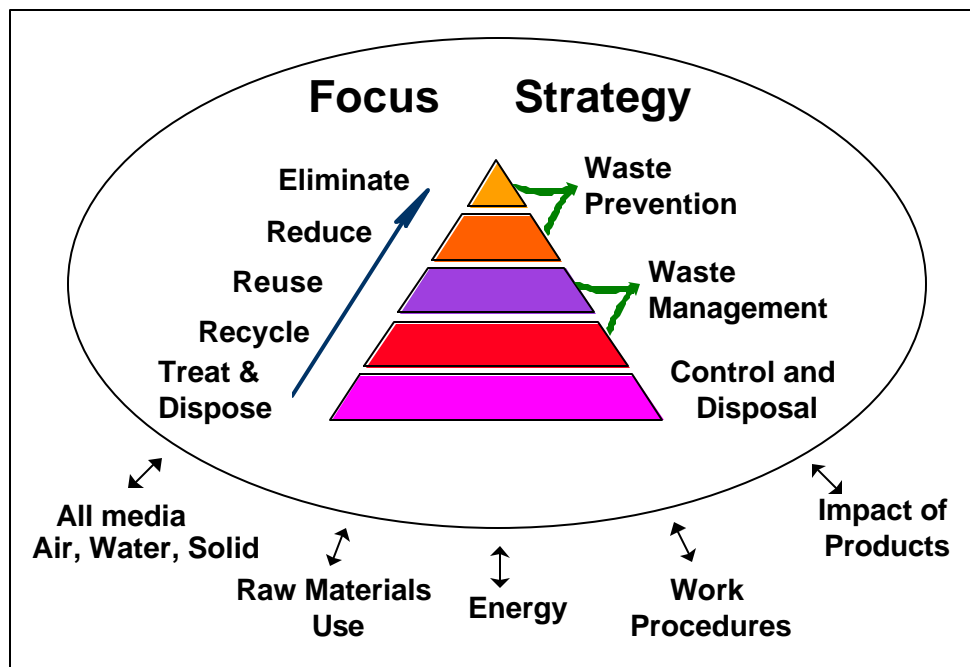 Focus Strategy
Eliminate
Reduce
Reuse
Recycle
Treat &
Dispose
Waste
Prevention
Waste
Management
Control and
Disposal
All media
Air, Water, Solid
Raw Materials
Use
Energy
Work
Procedures
Impact of
Products